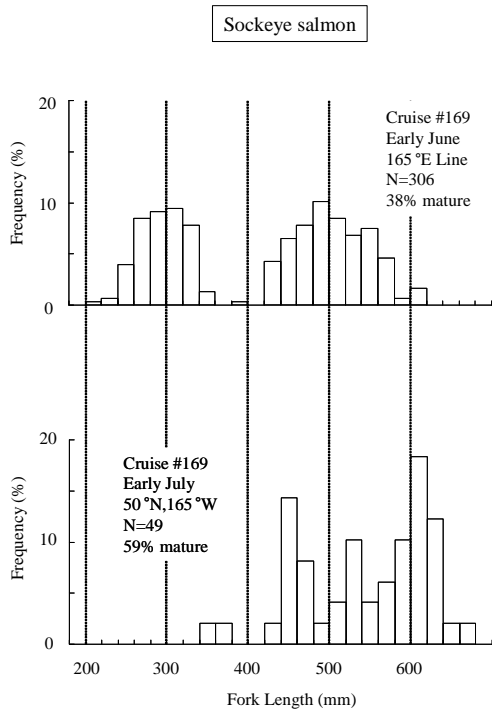 Sockeye salmon
20
10
0
Frequency (%)
Cruise #169
Early June
165 °E Line
N=306
38% mature
20
10
0
Frequency (%)
Cruise #169
Early July
50 °N,165 °W
N=49
59% mature
200 300 400 500 600
Fork Length (mm)